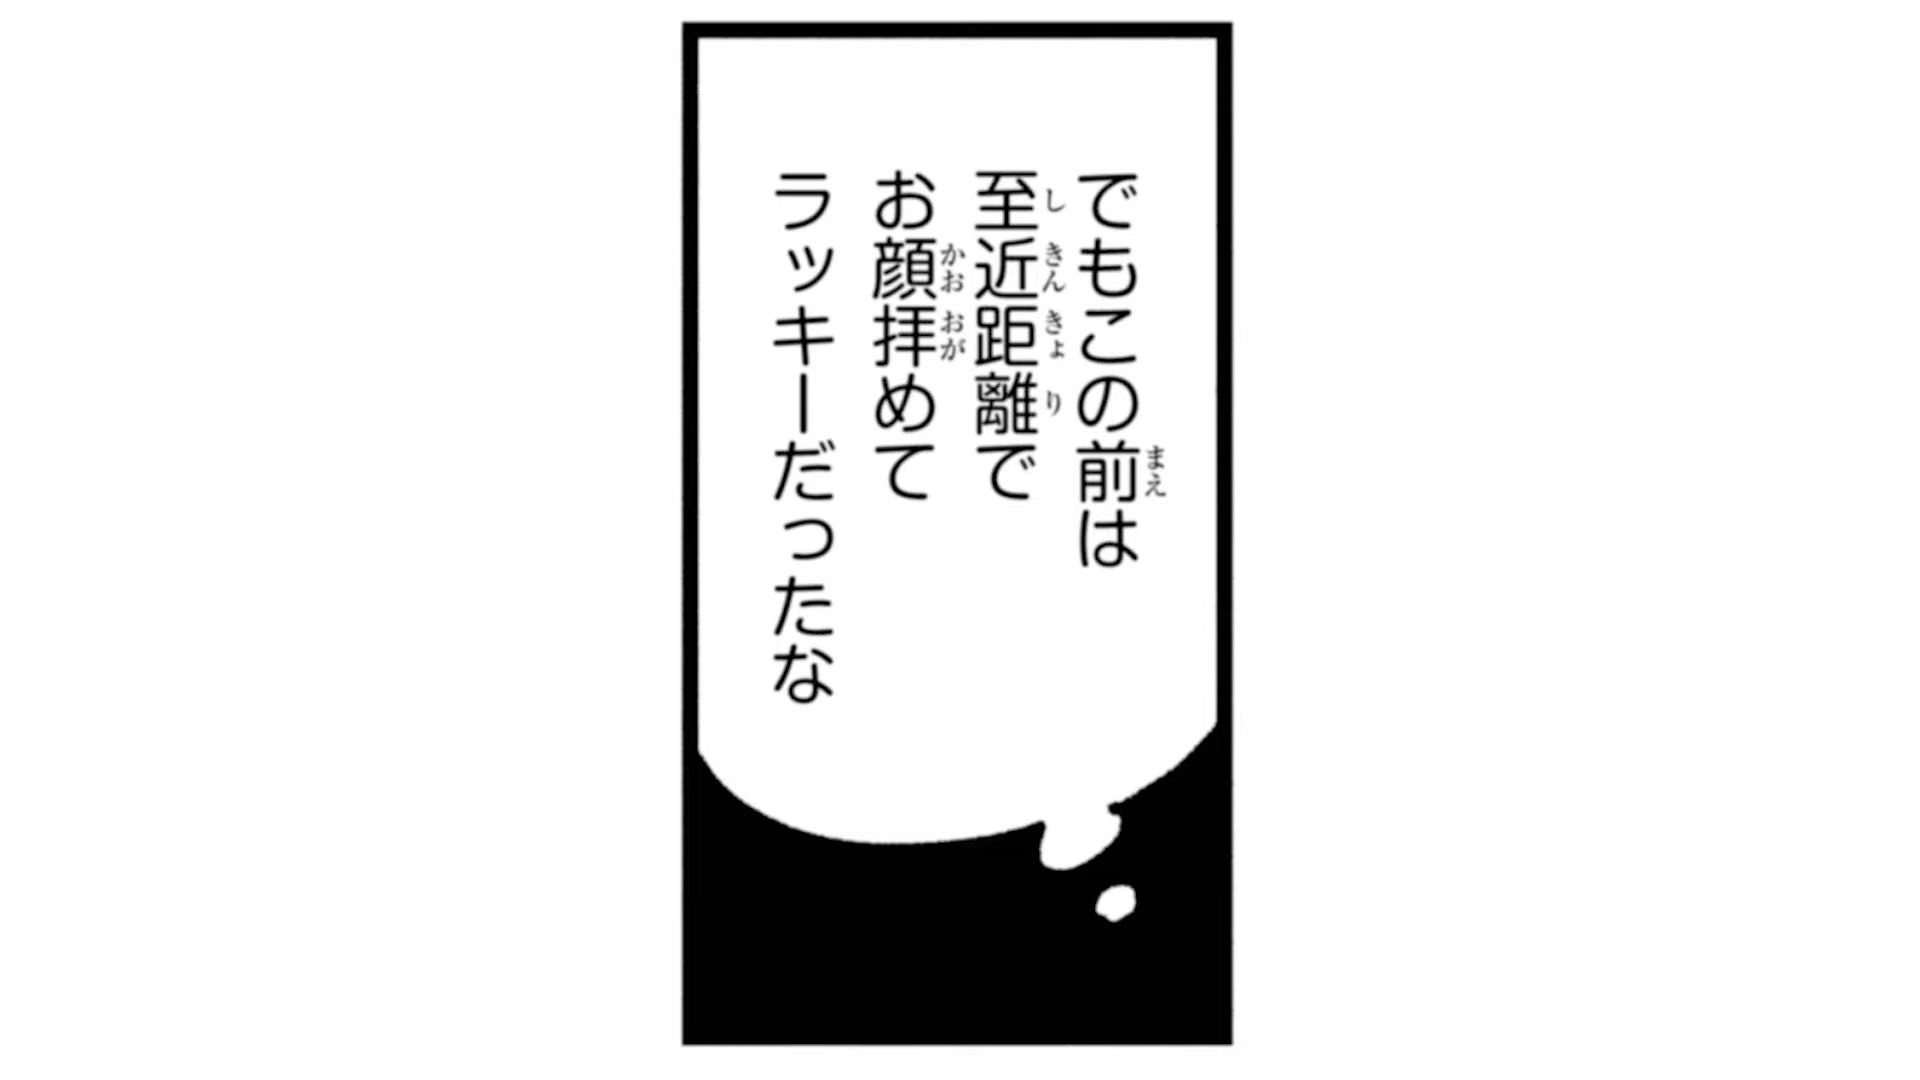 でもこの前は
至近距離で
お顔拝めて
ラッキーだったな